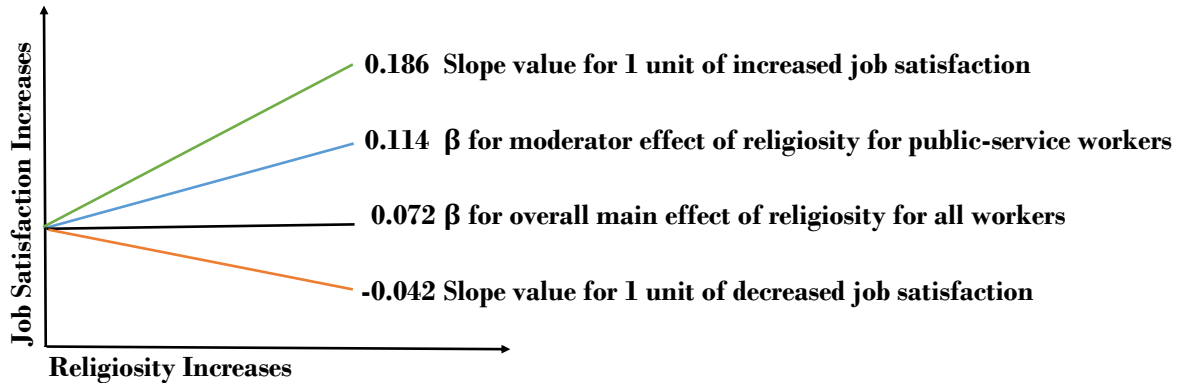 Job Satisfaction Increases
0.186 Slope value for 1 unit of increased job satisfaction
0.114 β for moderator effect of religiosity for public-service workers
0.072 β for overall main effect of religiosity for all workers
-0.042 Slope value for 1 unit of decreased job satisfaction
Religiosity Increases